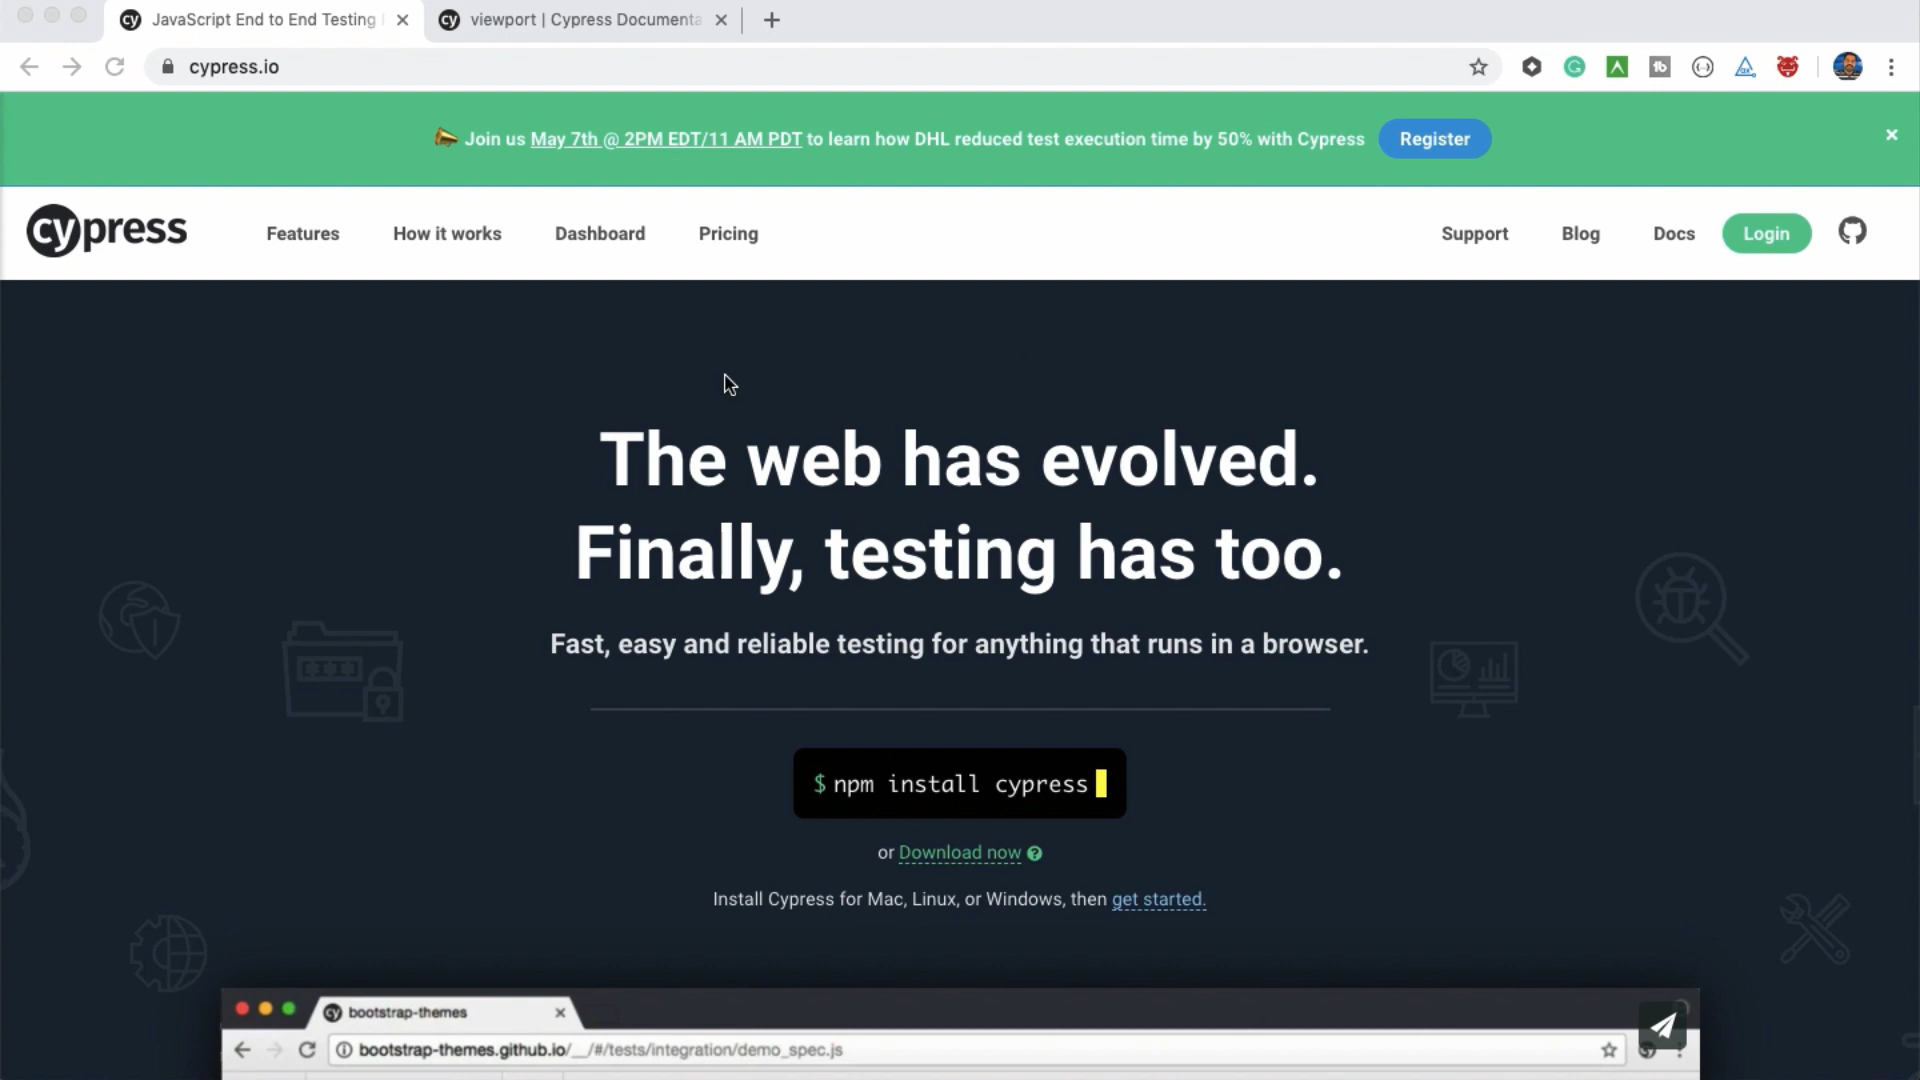 JavaScript End to End Testing
viewport | Cypress Documenta
cypress.io
Join us May 7th @ 2PM EDT/11 AM PDT to learn how DHL reduced test execution time by 50% with Cypress
Register
cypress
Features
How it works
Dashboard
Pricing
Support
Blog
Docs
Login
The web has evolved.
Finally, testing has too.
Fast, easy and reliable testing for anything that runs in a browser.
$ npm install cypress
or Download now
Install Cypress for Mac, Linux, or Windows, then get started.
bootstrap-themes
bootstrap-themes.github.io/__/#/tests/integration/demo_spec.js